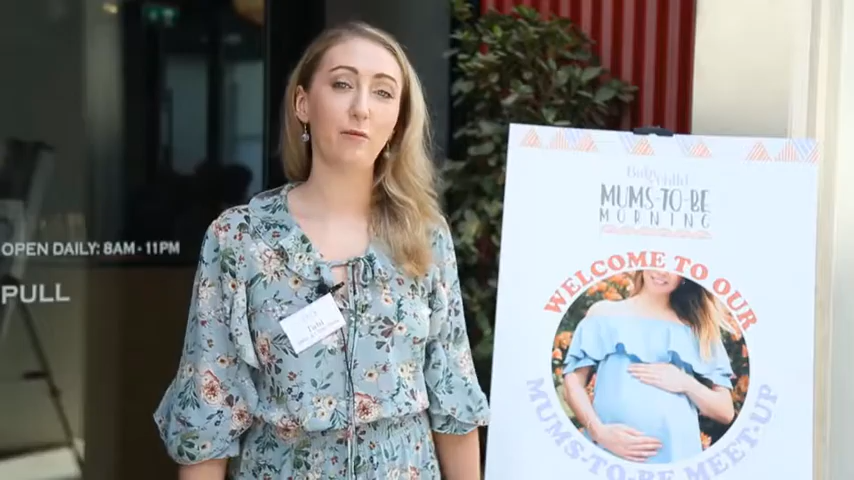 OPEN DAILY: 8AM - 11PM
PULL
MUMS-TO-BE
MORNING
WELCOME TO OUR
MUMS-TO-BE MEET-UP